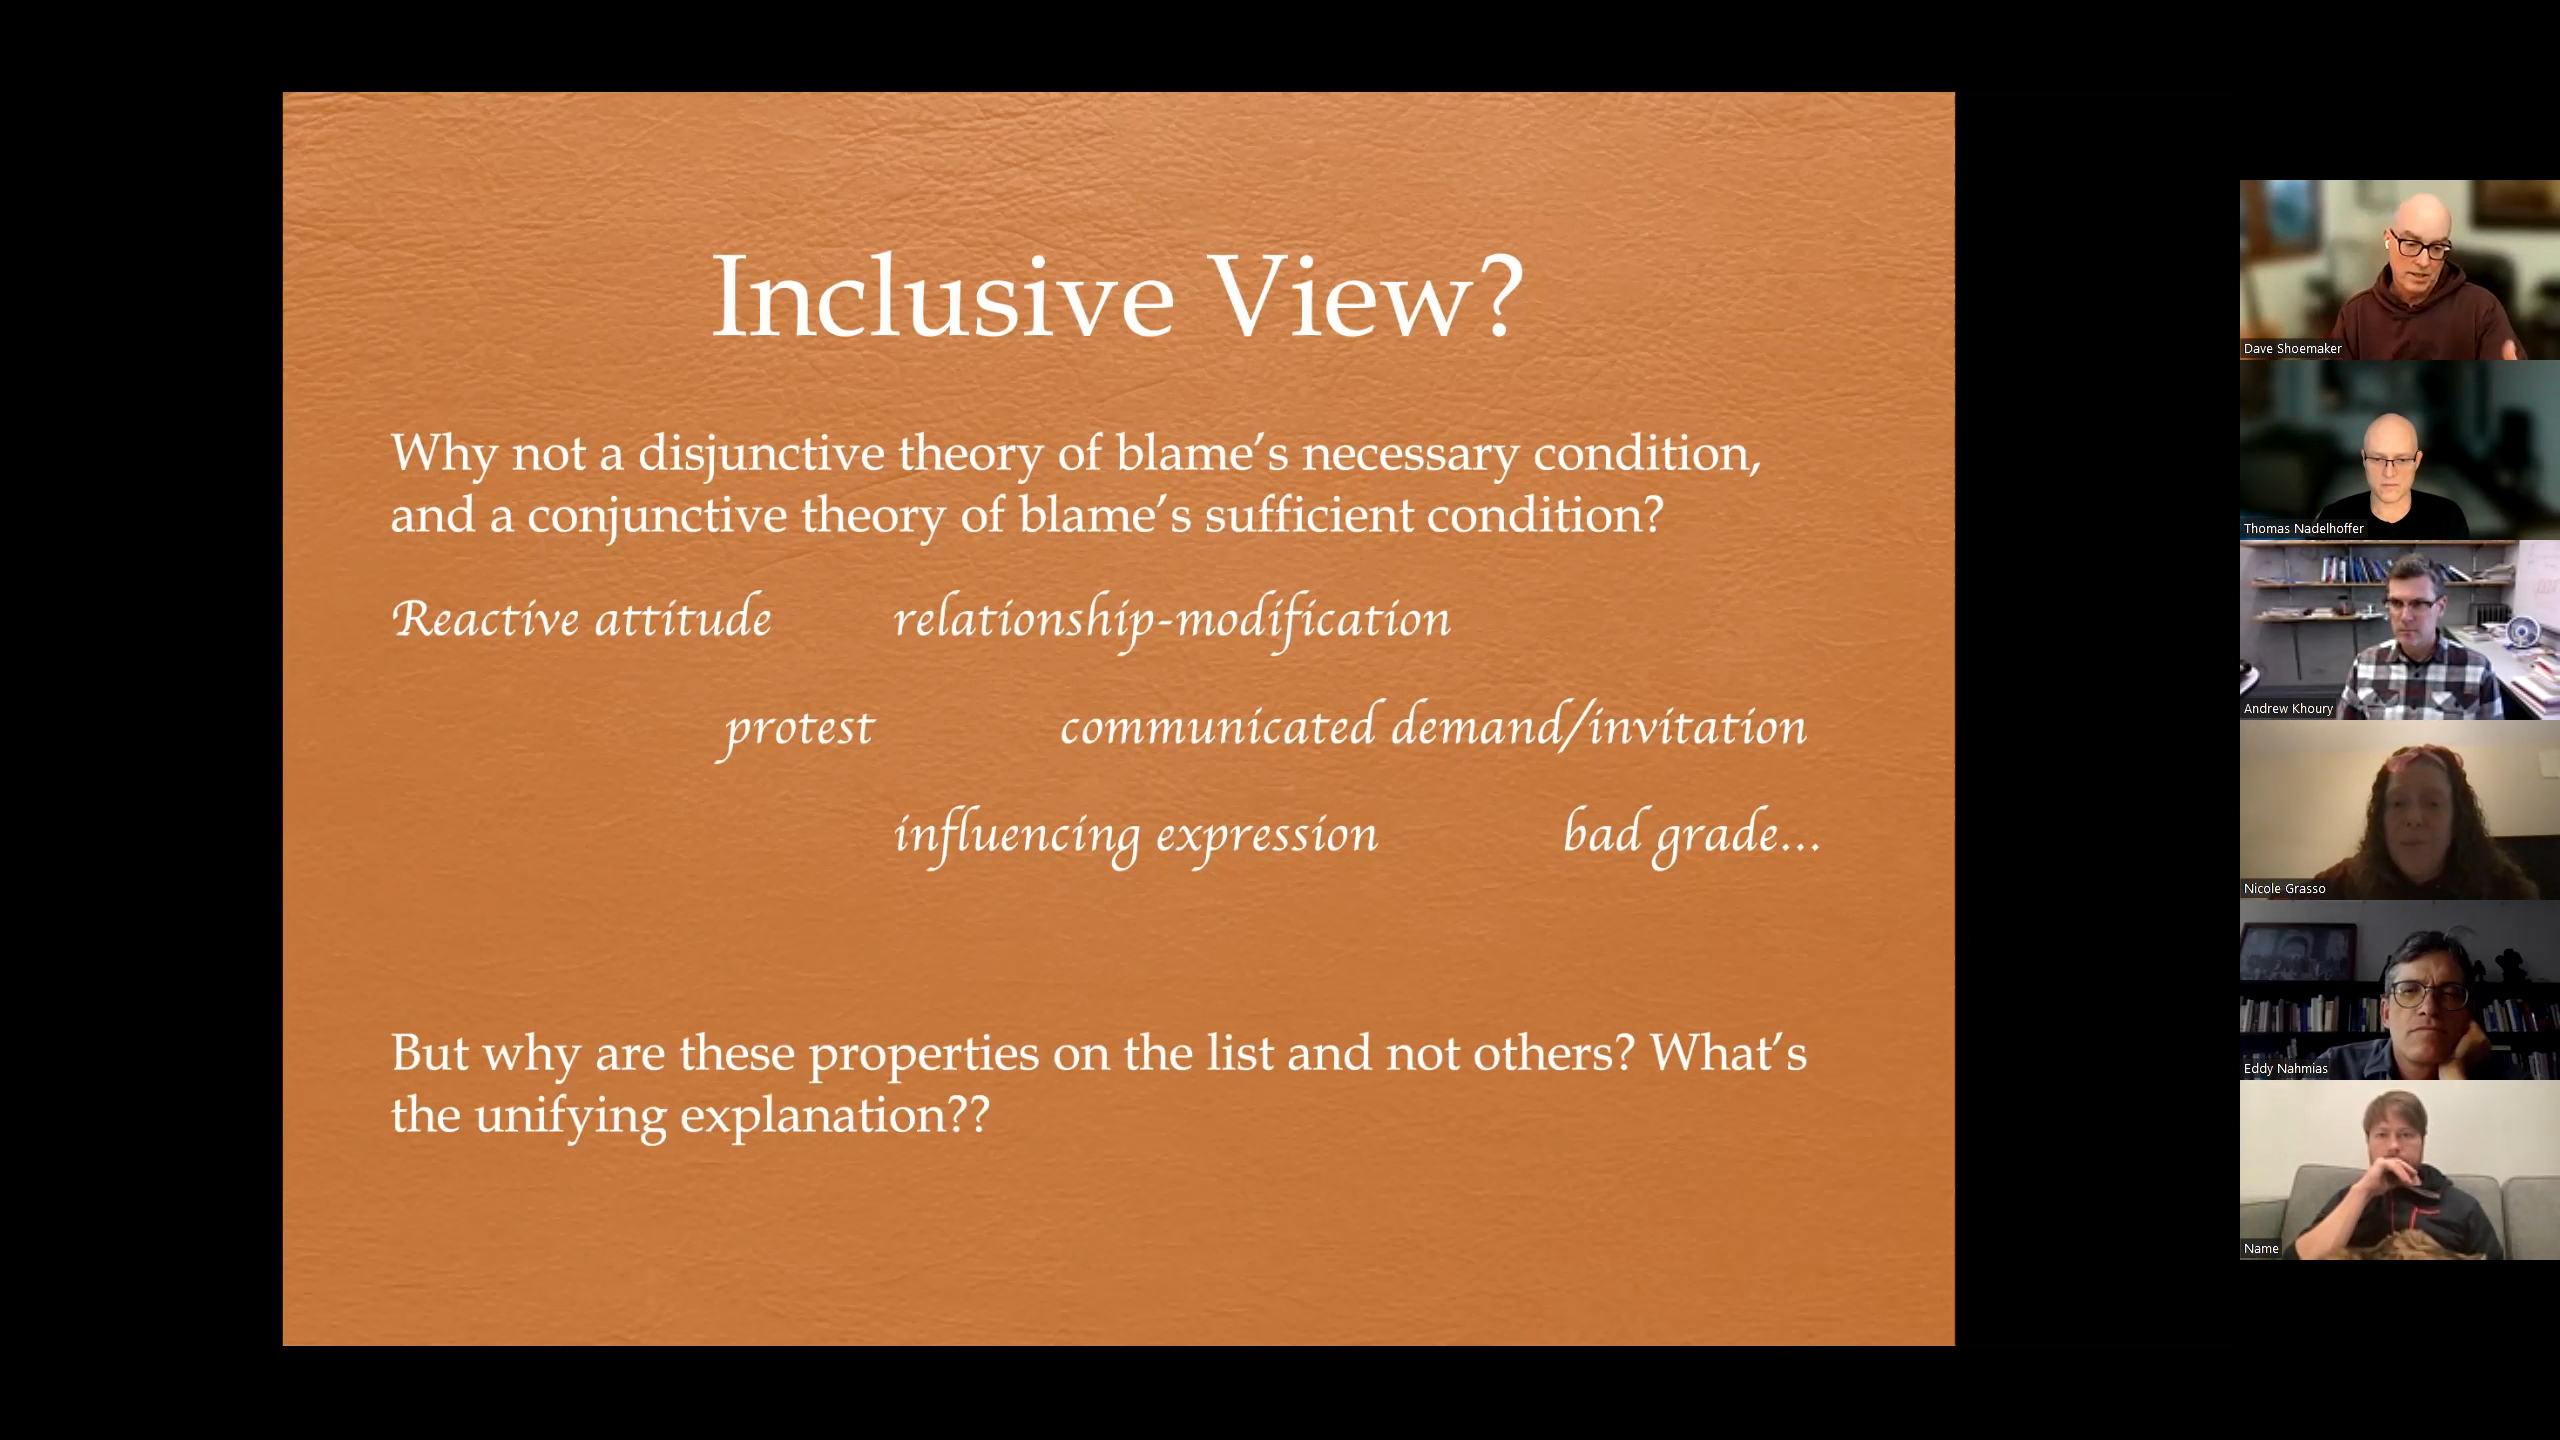 Inclusive View?
Why not a disjunctive theory of blame’s necessary condition,
and a conjunctive theory of blame’s sufficient condition?
Reactive attitude relationship-modification
protest communicated demand/invitation
influencing expression bad grade...
But why are these properties on the list and not others? What’s
the unifying explanation??
Dave Shoemaker
Thomas Nadelhoffer
Andrew Khoury
Nicole Grasso
Eddy Nahmias
Name